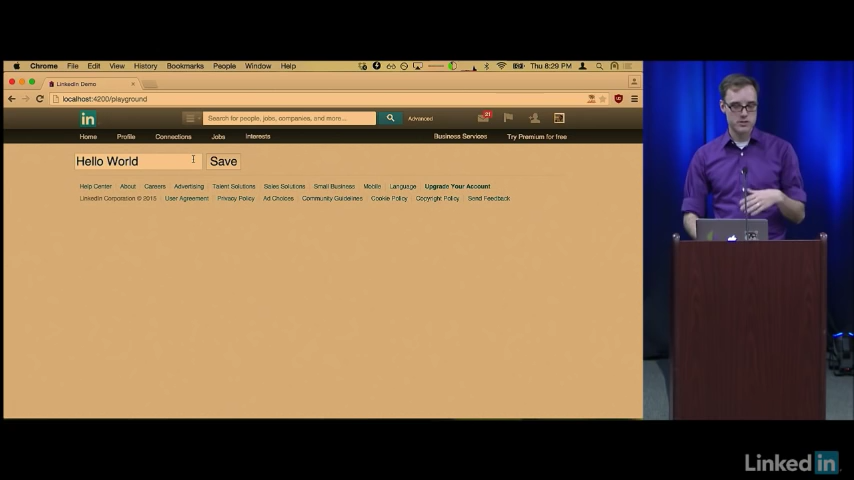 Chrome File Edit View History Bookmarks People Window Help Thu 8:29 PM
LinkedIn Demo
localhost:4200/playground
in Search for people, jobs, companies, and more... Advanced 21
Home Profile Connections Jobs Interests Business Services Try Premium for free
Hello World Save
Help Center About Careers Advertising Talent Solutions Sales Solutions Small Business Mobile Language Upgrade Your Account
LinkedIn Corporation © 2015 User Agreement Privacy Policy Ad Choices Community Guidelines Cookie Policy Copyright Policy Send Feedback
Linked in